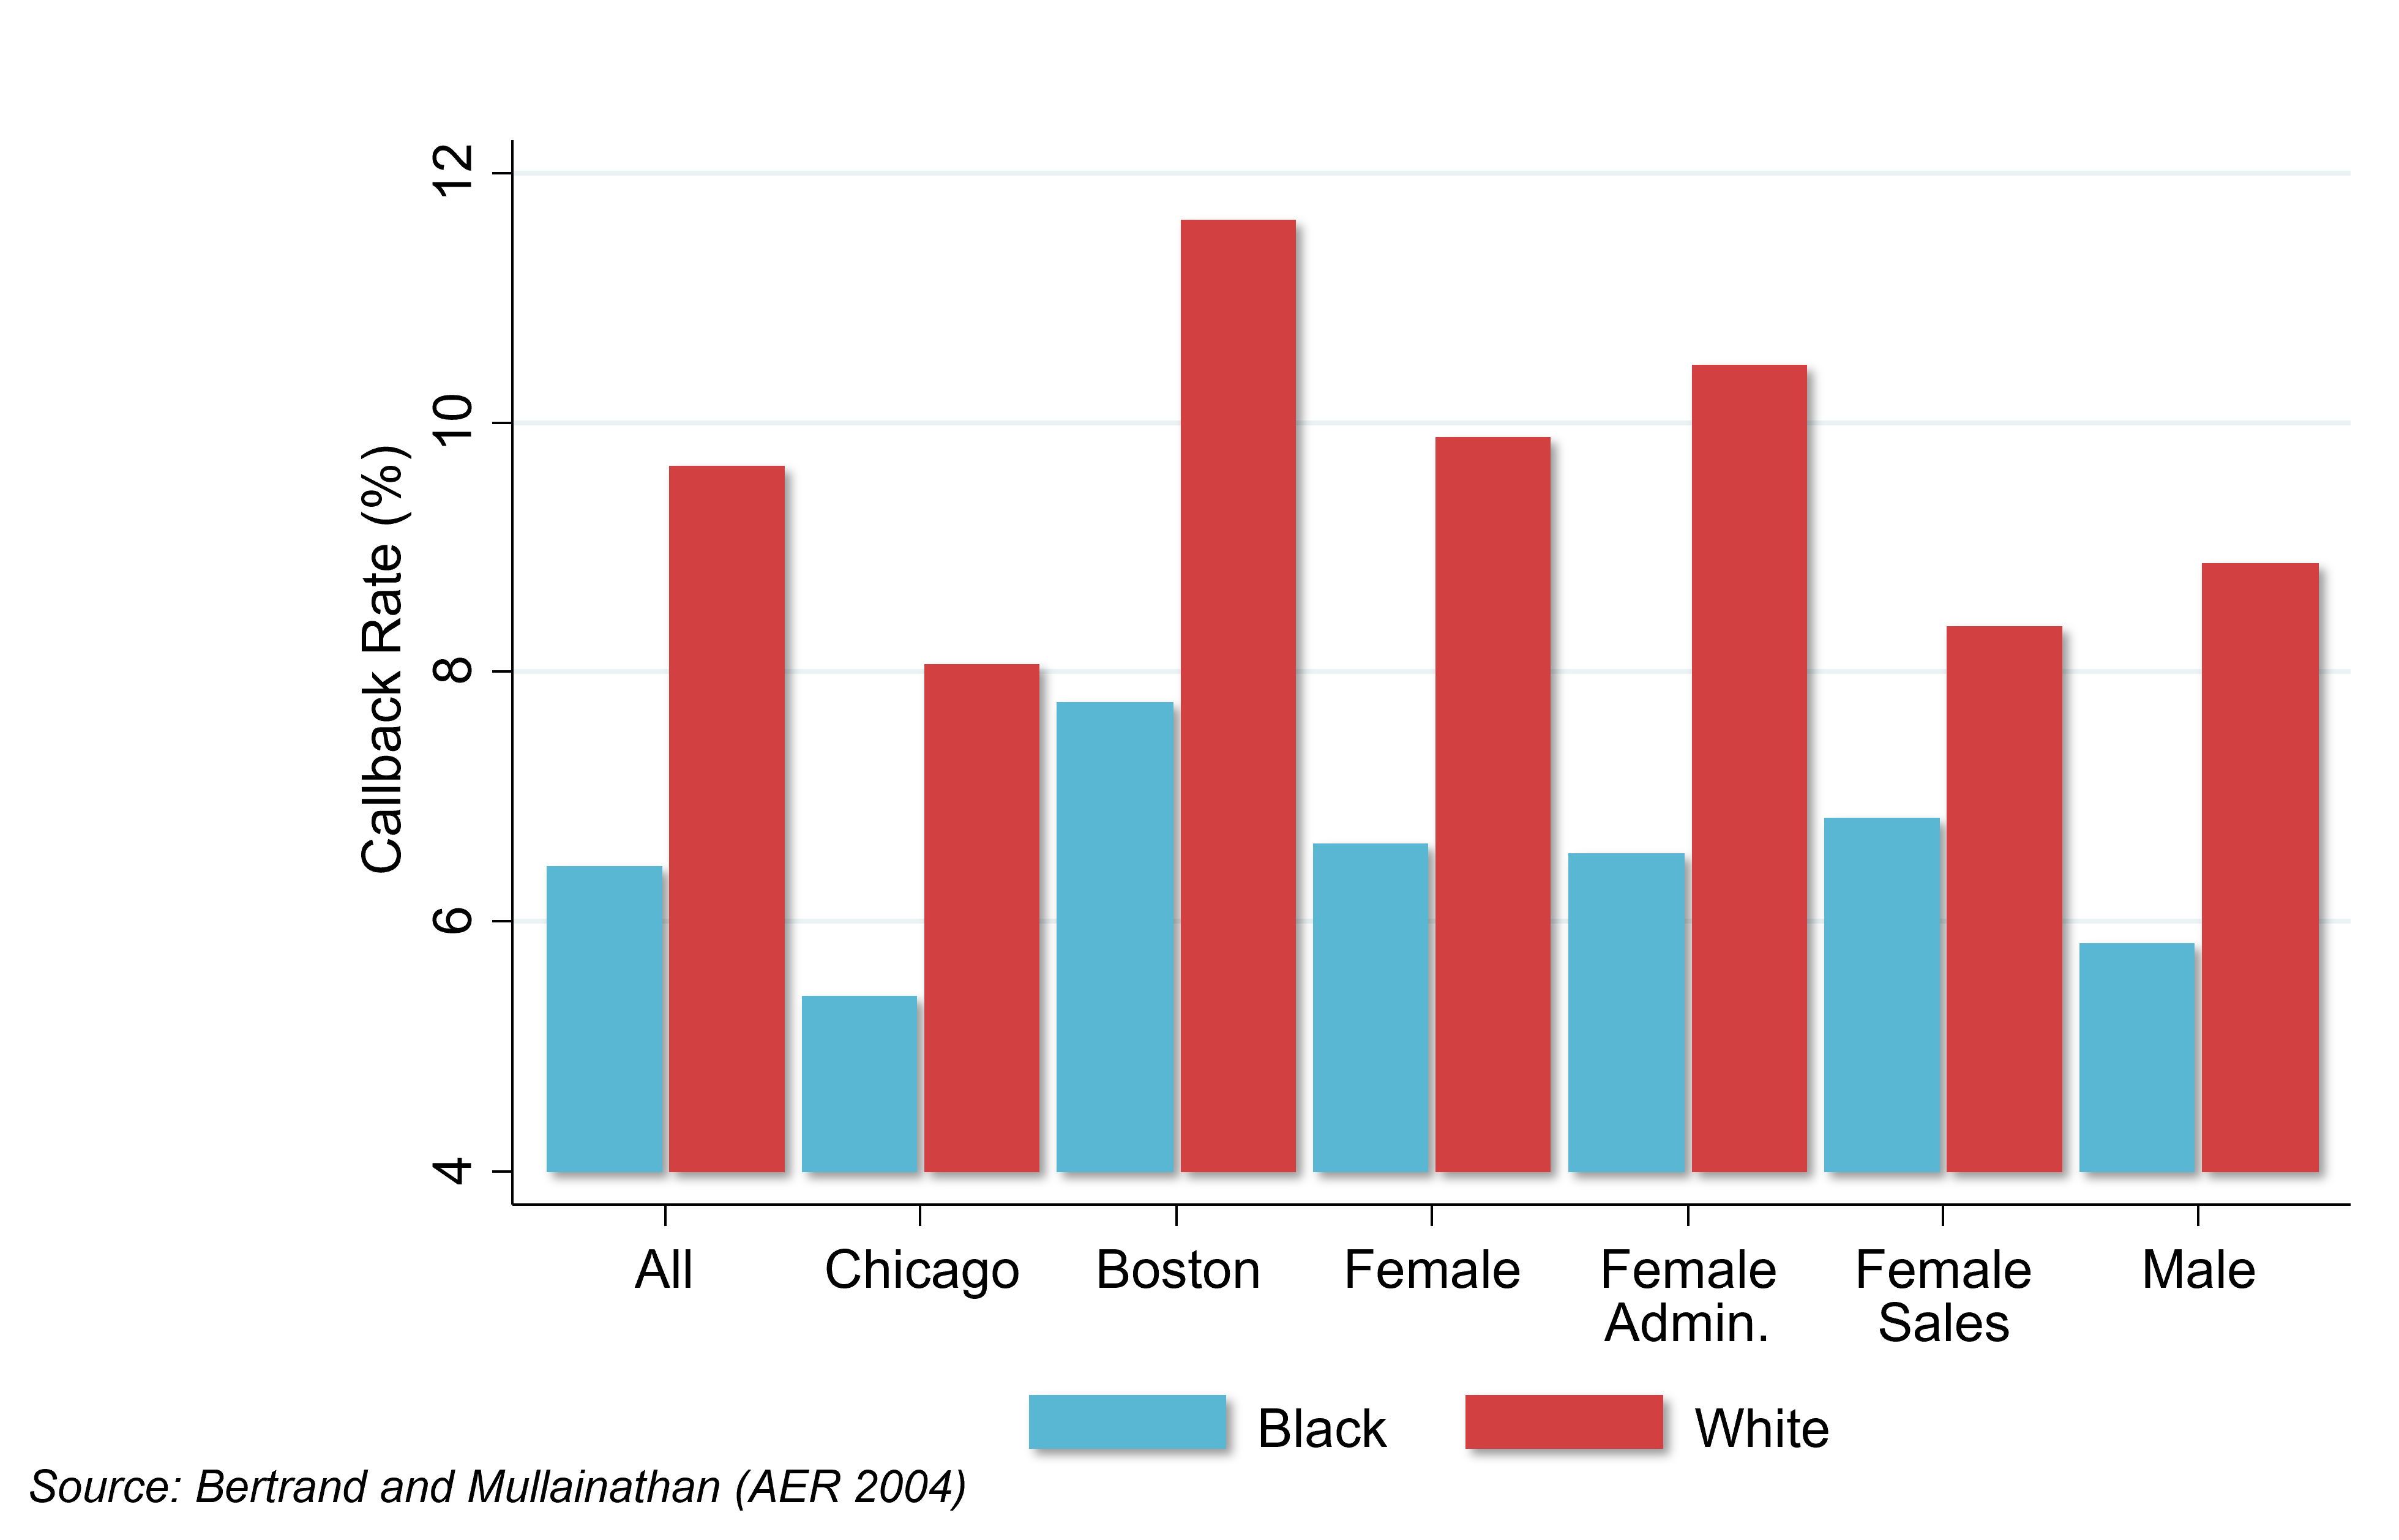 12
10
8
6
4
Callback Rate (%)
All
Chicago
Boston
Female
Female
Admin.
Female
Sales
Male
Black
White
Source: Bertrand and Mullainathan (AER 2004)